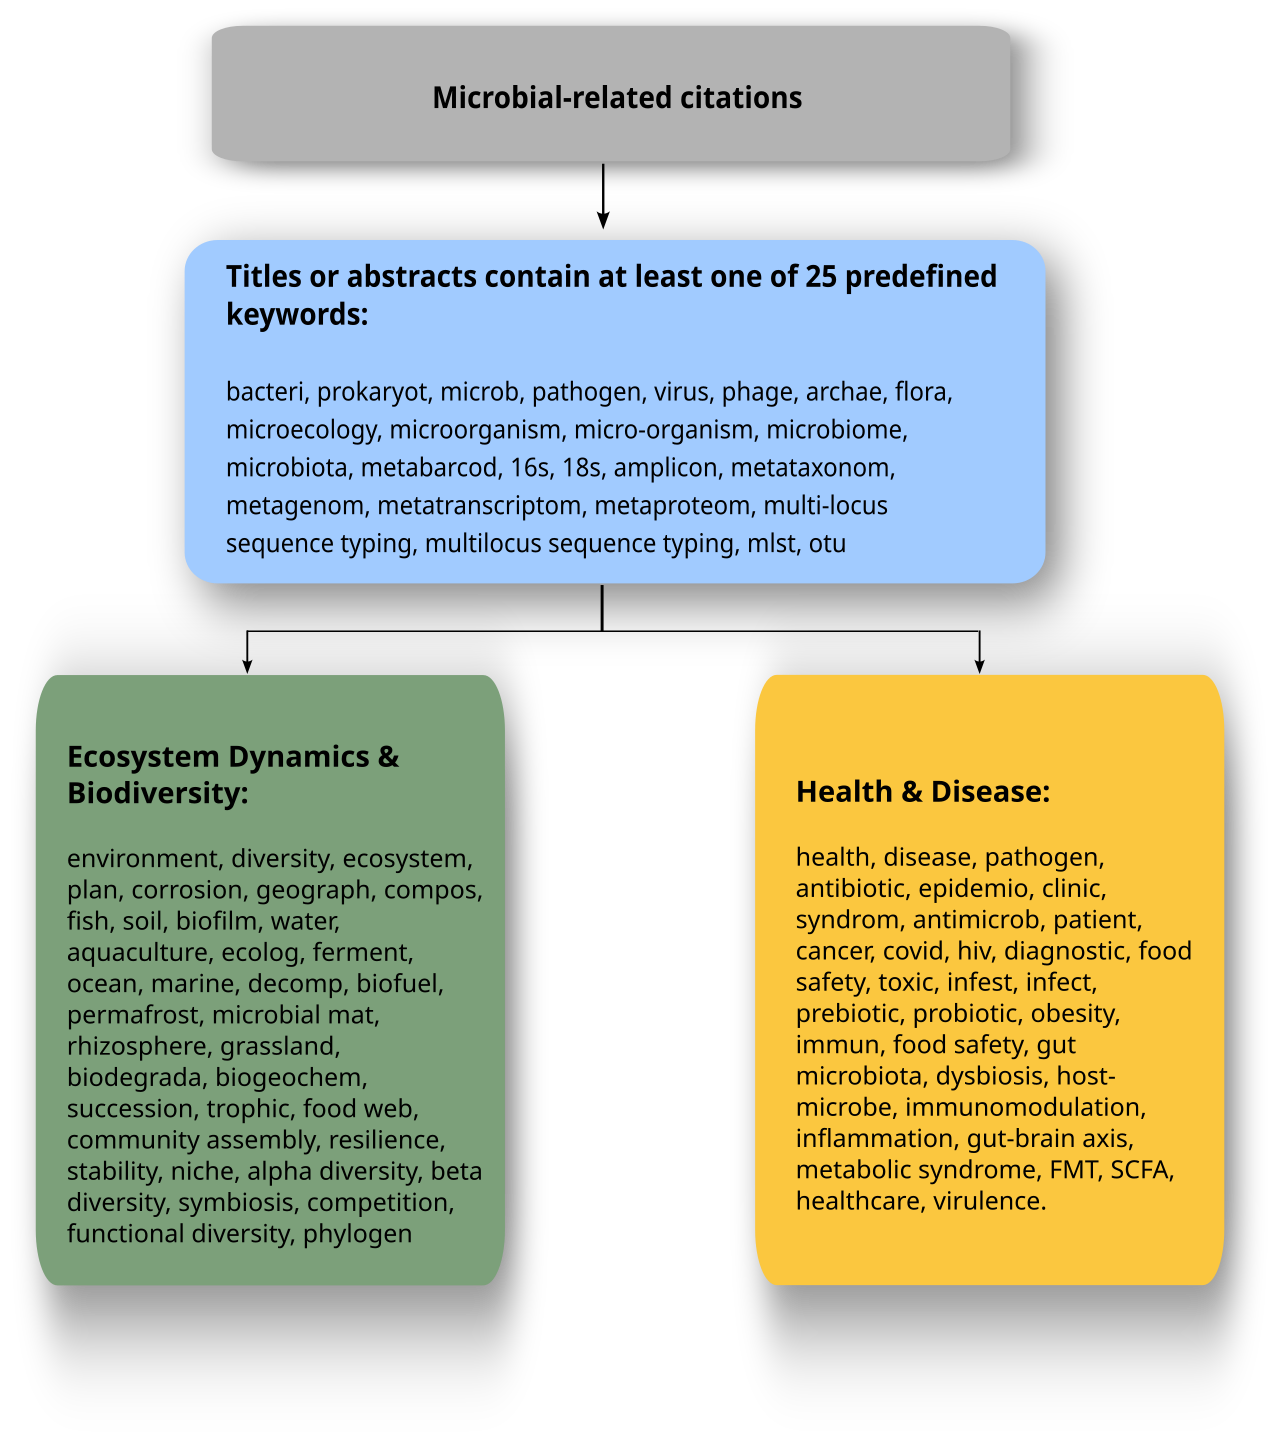 Microbial-related citations
Titles or abstracts contain at least one of 25 predefined
keywords:
bacteri, prokaryot, microb, pathogen, virus, phage, archae, flora,
microecology, microorganism, micro-organism, microbiome,
microbiota, metabarcod, 16s, 18s, amplicon, metataxonom,
metagenom, metatranscriptom, metaproteom, multi-locus
sequence typing, multilocus sequence typing, mlst, otu
Ecosystem Dynamics &
Biodiversity:
environment, diversity, ecosystem,
plan, corrosion, geograph, compos,
fish, soil, biofilm, water,
aquaculture, ecolog, ferment,
ocean, marine, decomp, biofuel,
permafrost, microbial mat,
rhizosphere, grassland,
biodegrada, biogeochem,
succession, trophic, food web,
community assembly, resilience,
stability, niche, alpha diversity, beta
diversity, symbiosis, competition,
functional diversity, phylogen
Health & Disease:
health, disease, pathogen,
antibiotic, epidemio, clinic,
syndrom, antimicrob, patient,
cancer, covid, hiv, diagnostic, food
safety, toxic, infest, infect,
prebiotic, probiotic, obesity,
immun, food safety, gut
microbiota, dysbiosis, host-
microbe, immunomodulation,
inflammation, gut-brain axis,
metabolic syndrome, FMT, SCFA,
healthcare, virulence.